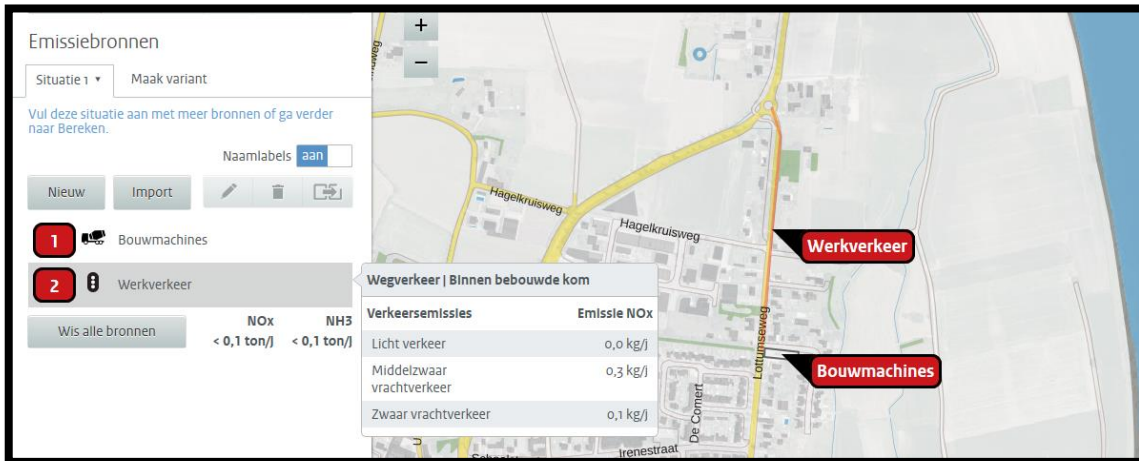 Emissiebronnen
Situatie 1
Maak variant
Vul deze situatie aan met meer bronnen of ga verder
naar Bereken.
Naamlabels aan
Nieuw
Import
1 Bouwmachines
2 Werkverkeer
Wis alle bronnen
NOx NH3
< 0,1 ton/j < 0,1 ton/j
Wegverkeer | Binnen bebouwde kom
Verkeersemissies Emissie NOx
Licht verkeer 0,0 kg/j
Middelzwaar 0,3 kg/j
vrachtverkeer
Zwaar vrachtverkeer 0,1 kg/j
+
−
Hagelkruisweg
Hagelkruisweg
Werkverkeer
Lottumseweg
Bouwmachines
De Comert
Irenestraat